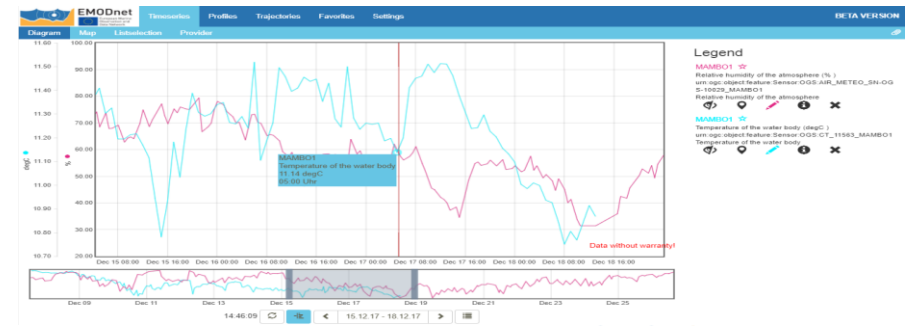 EMODnet
Timeseries Profiles Trajectories Favorites Settings BETA VERSION
Diagram Map Listselection Provider
11.60 100.00
11.50 90.00
11.40 80.00
11.30 70.00
11.20 60.00
11.10 50.00
11.00 40.00
10.90 30.00
10.80
10.70 20.00
degC
%
MAMBO1
Temperature of the water body
11.14 degC
Data without warranty!
Dec 15 08:00 Dec 15 16:00 Dec 16 00:00 Dec 16 08:00 Dec 16 16:00 Dec 17 00:00 Dec 17 08:00 Dec 17 16:00 Dec 18 00:00 Dec 18 08:00 Dec 18 16:00
Dec 09 Dec 11 Dec 13 Dec 15 Dec 17 Dec 19 Dec 21 Dec 23 Dec 25
14:46:09 15.12.17 - 18.12.17
Legend
MAMBO1
Relative humidity of the atmosphere (% )
urn:ogc:object:feature:Sensor:OGS:AIR_METEO_SN-OG
S-10029_MAMBO1
Relative humidity of the atmosphere
MAMBO1
Temperature of the water body (degC )
urn:ogc:object:feature:Sensor:OGS:CT_11563_MAMBO1
Temperature of the water body